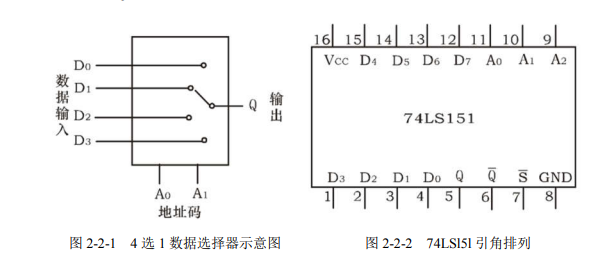 D0
D1
D2
D3
数据输入
Q
输出
A0 A1
地址码
图 2-2-1 4 选 1 数据选择器示意图
16 15 14 13 12 11 10 9
VCC D4 D5 D6 D7 A0 A1 A2
74LS151
D3 D2 D1 D0 Q Q̅ S̅ GND
1 2 3 4 5 6 7 8
图 2-2-2 74LSl5l 引角排列